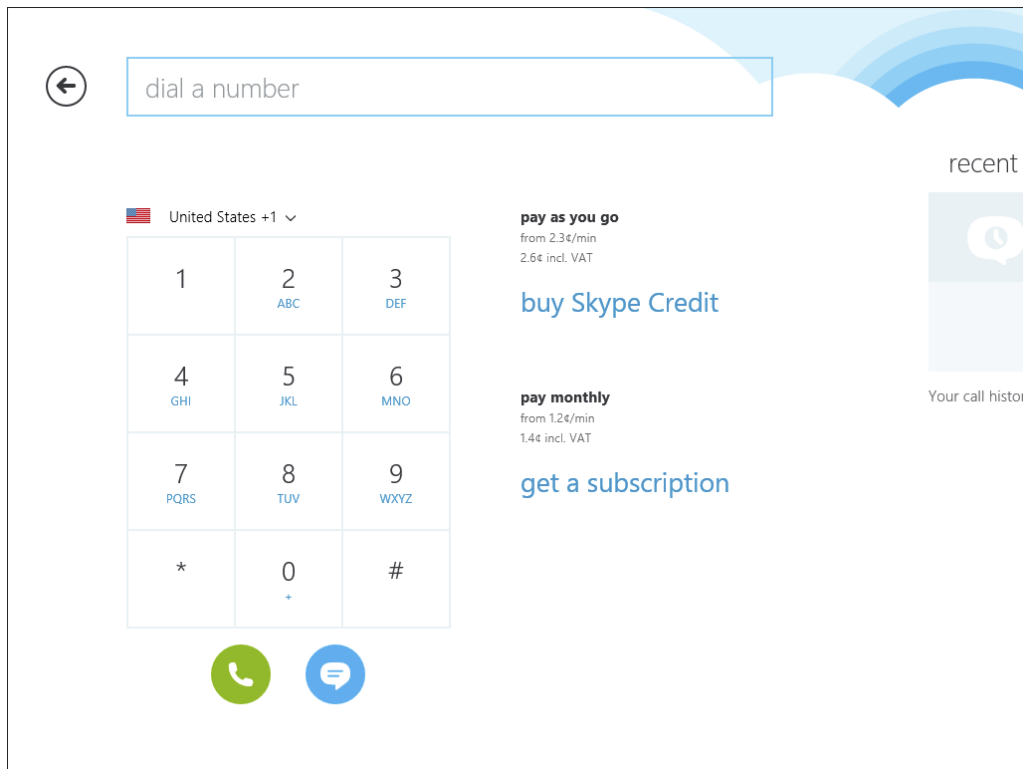 dial a number
recent
United States +1
1
2
ABC
3
DEF
4
GHI
5
JKL
6
MNO
7
PQRS
8
TUV
9
WXYZ
*
0
+
#
pay as you go
from 2.3¢/min
2.6¢ incl. VAT
buy Skype Credit
pay monthly
from 1.2¢/min
1.4¢ incl. VAT
get a subscription
Your call histor